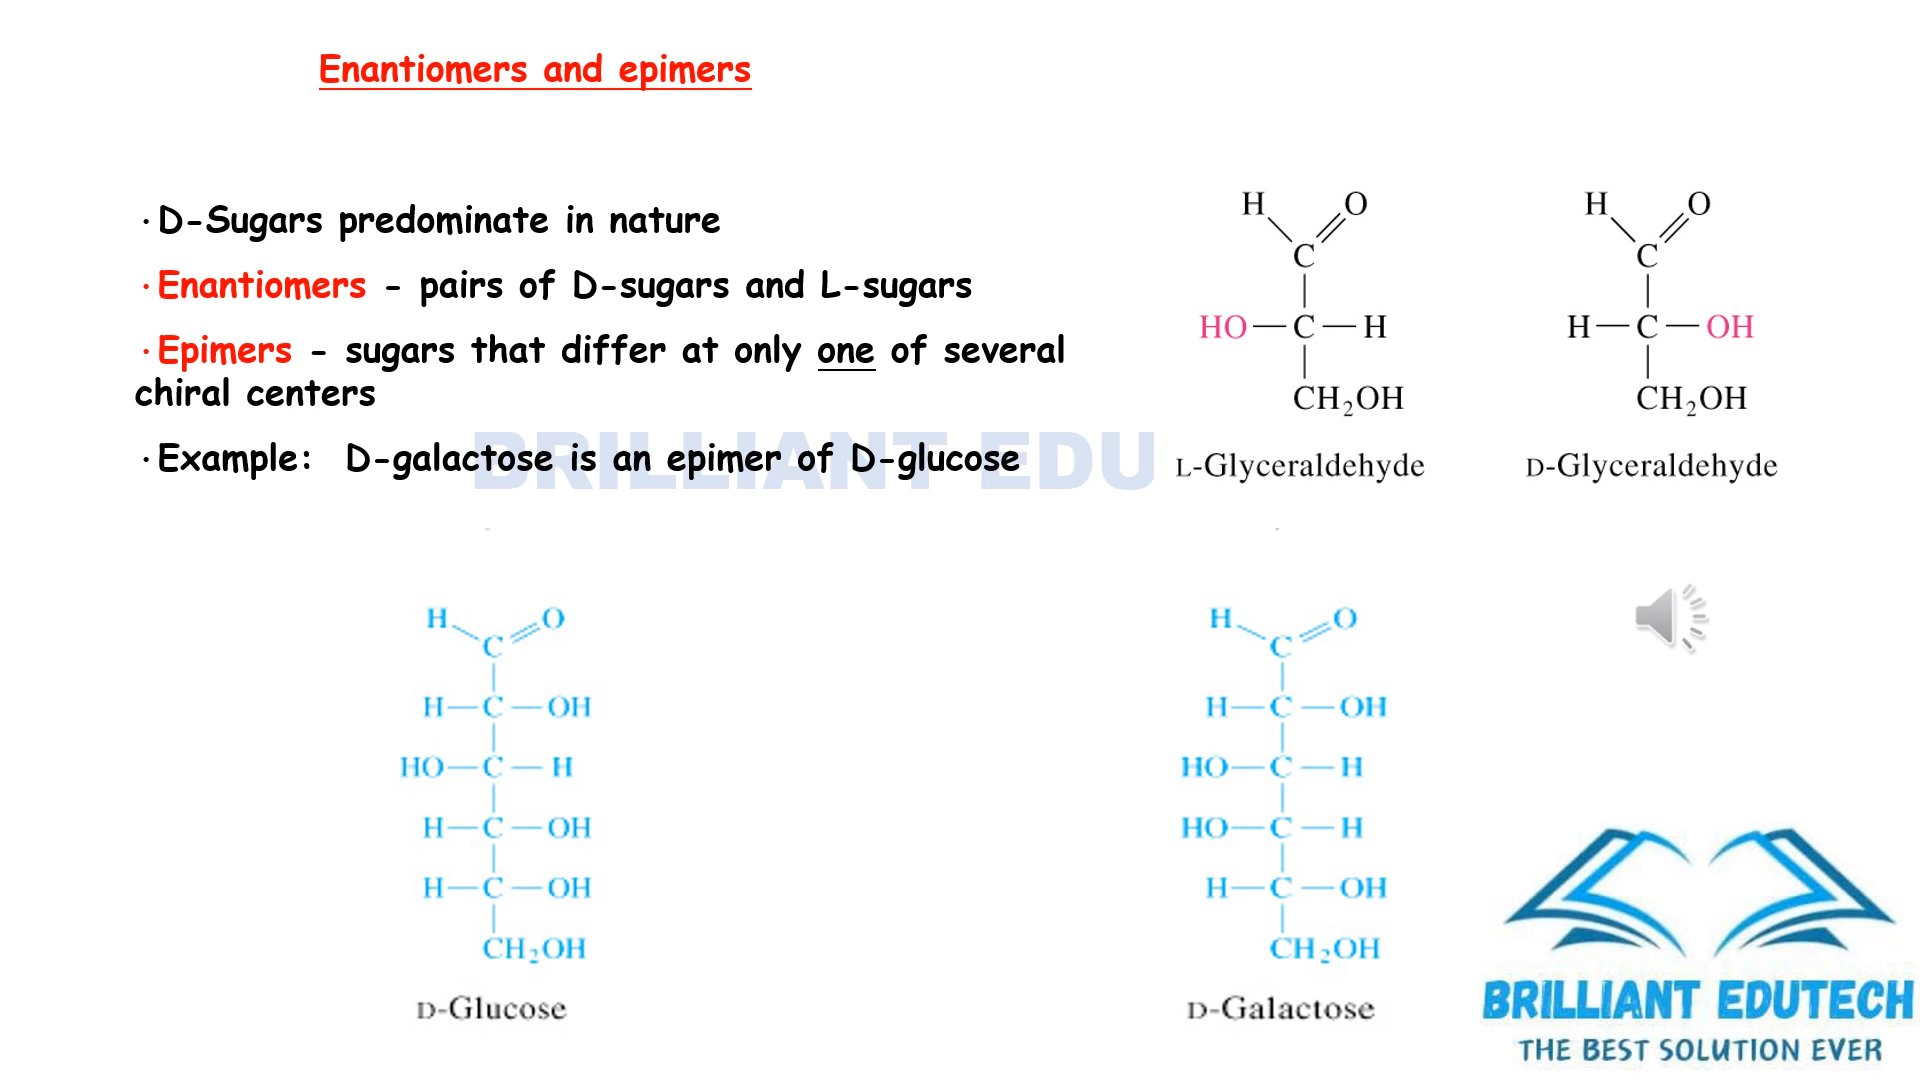 Enantiomers and epimers
· D-Sugars predominate in nature
· Enantiomers - pairs of D-sugars and L-sugars
· Epimers - sugars that differ at only one of several
chiral centers
· Example: D-galactose is an epimer of D-glucose
BRILLIANT EDU
H O
C
HO—C—H
CH₂OH
L-Glyceraldehyde
H O
C
H—C—OH
CH₂OH
D-Glyceraldehyde
H O
C
H—C—OH
HO—C—H
H—C—OH
H—C—OH
CH₂OH
D-Glucose
H O
C
H—C—OH
HO—C—H
HO—C—H
H—C—OH
CH₂OH
D-Galactose
BRILLIANT EDUTECH
THE BEST SOLUTION EVER